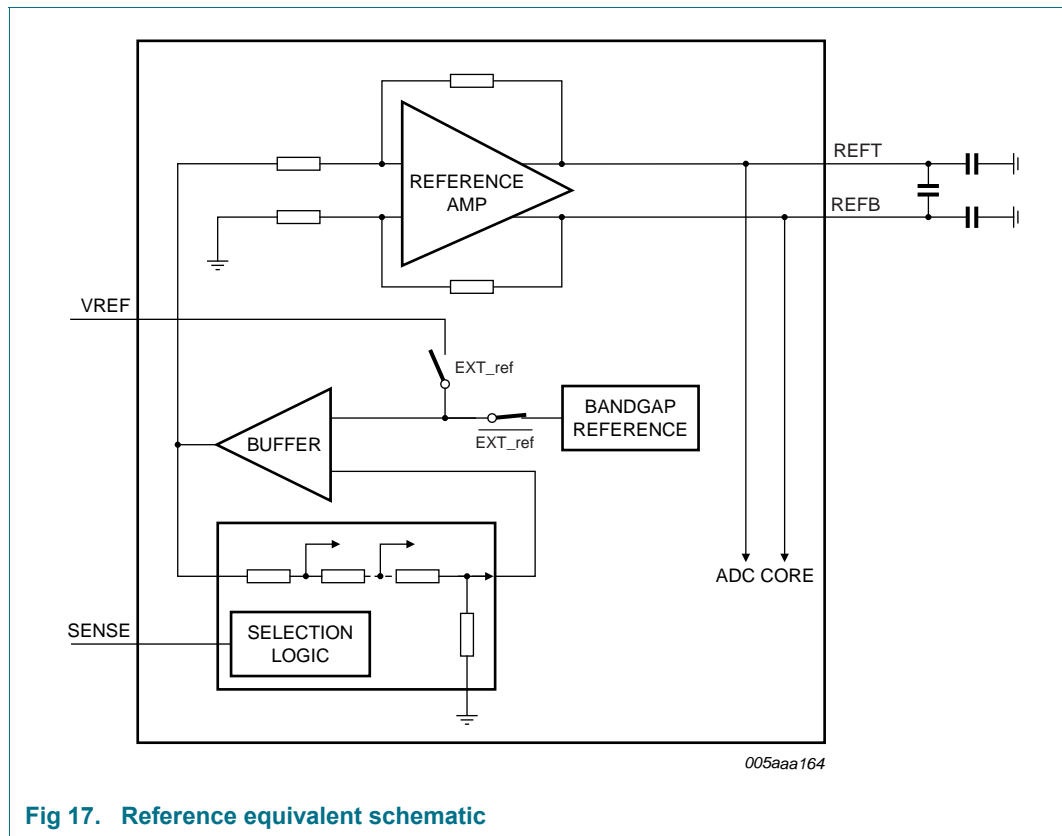 REFERENCE
AMP
REFT
REFB
VREF
EXT_ref
BANDGAP
REFERENCE
EXT_ref
BUFFER
ADC CORE
SENSE
SELECTION
LOGIC
005aaa164
Fig 17. Reference equivalent schematic